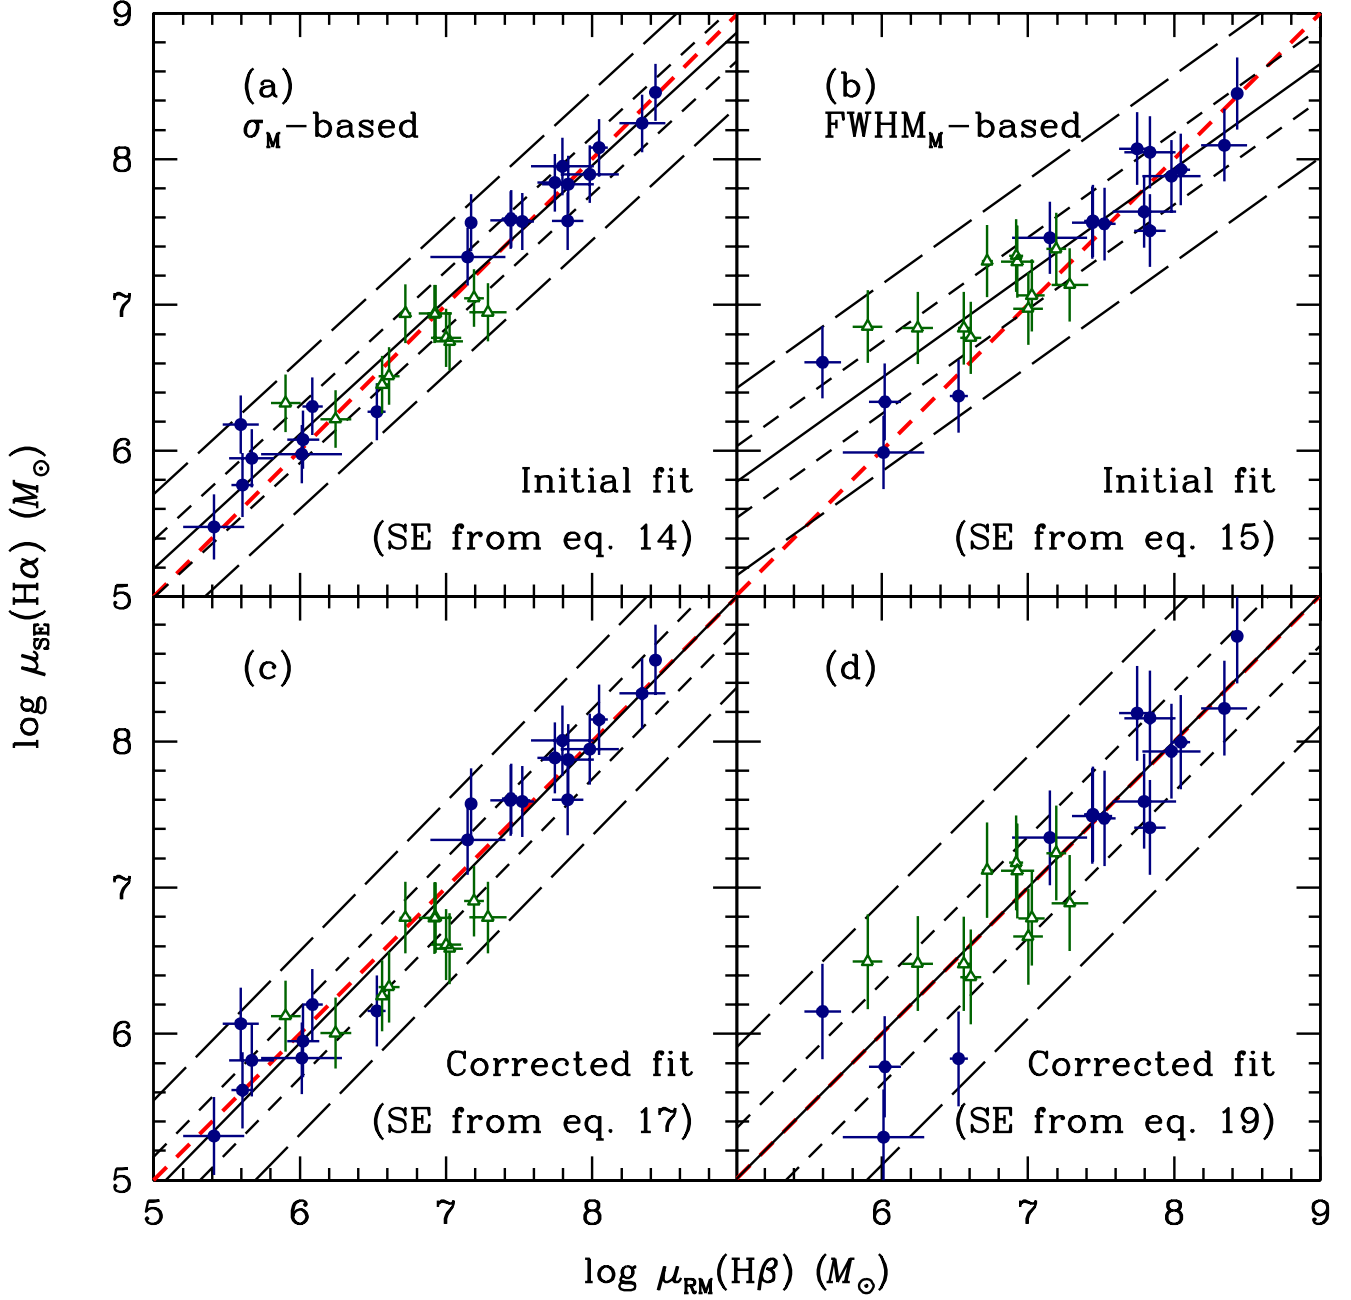 9
8
7
6
5
(a)
σM-based
Initial fit
(SE from eq. 14)
(b)
FWHMM-based
Initial fit
(SE from eq. 15)
log μSE(Hα) (M⊙)
8
7
6
5
(c)
Corrected fit
(SE from eq. 17)
(d)
Corrected fit
(SE from eq. 19)
5 6 7 8 6 7 8 9
log μRM(Hβ) (M⊙)